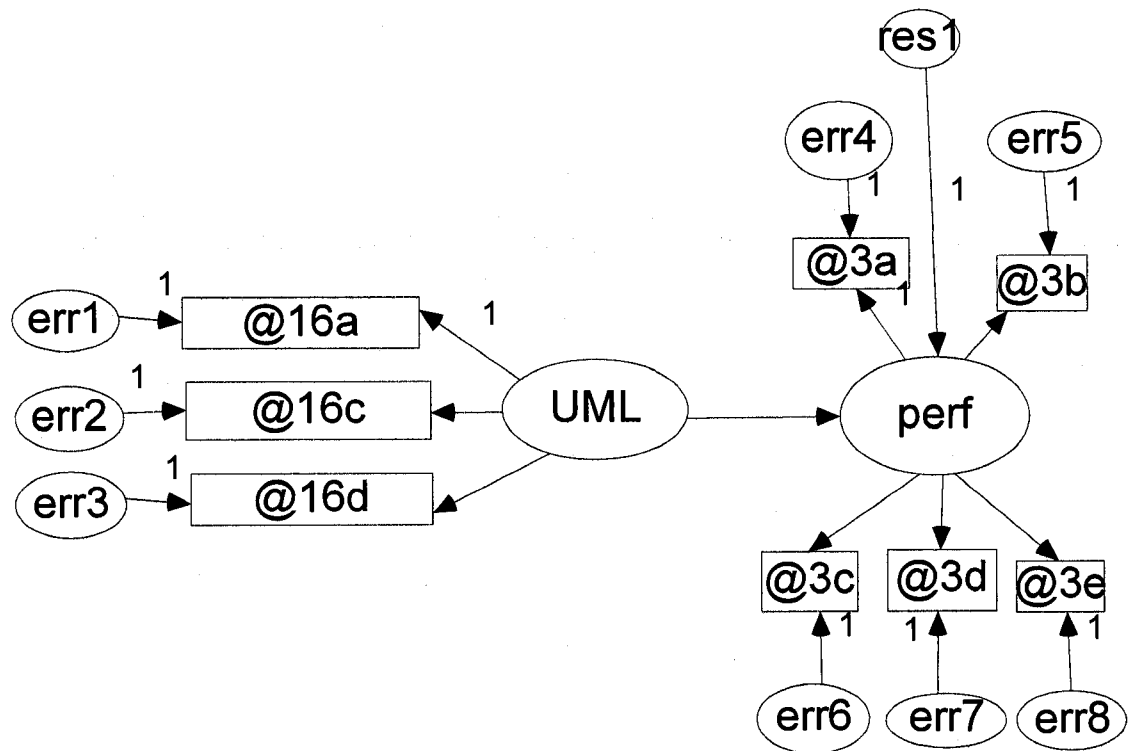 res1
err4
err5
1
1
1
@3a
@3b
1
1
1
err1
@16a
1
err2
@16c
UML
perf
1
err3
@16d
@3c
@3d
@3e
1
1
1
err6
err7
err8